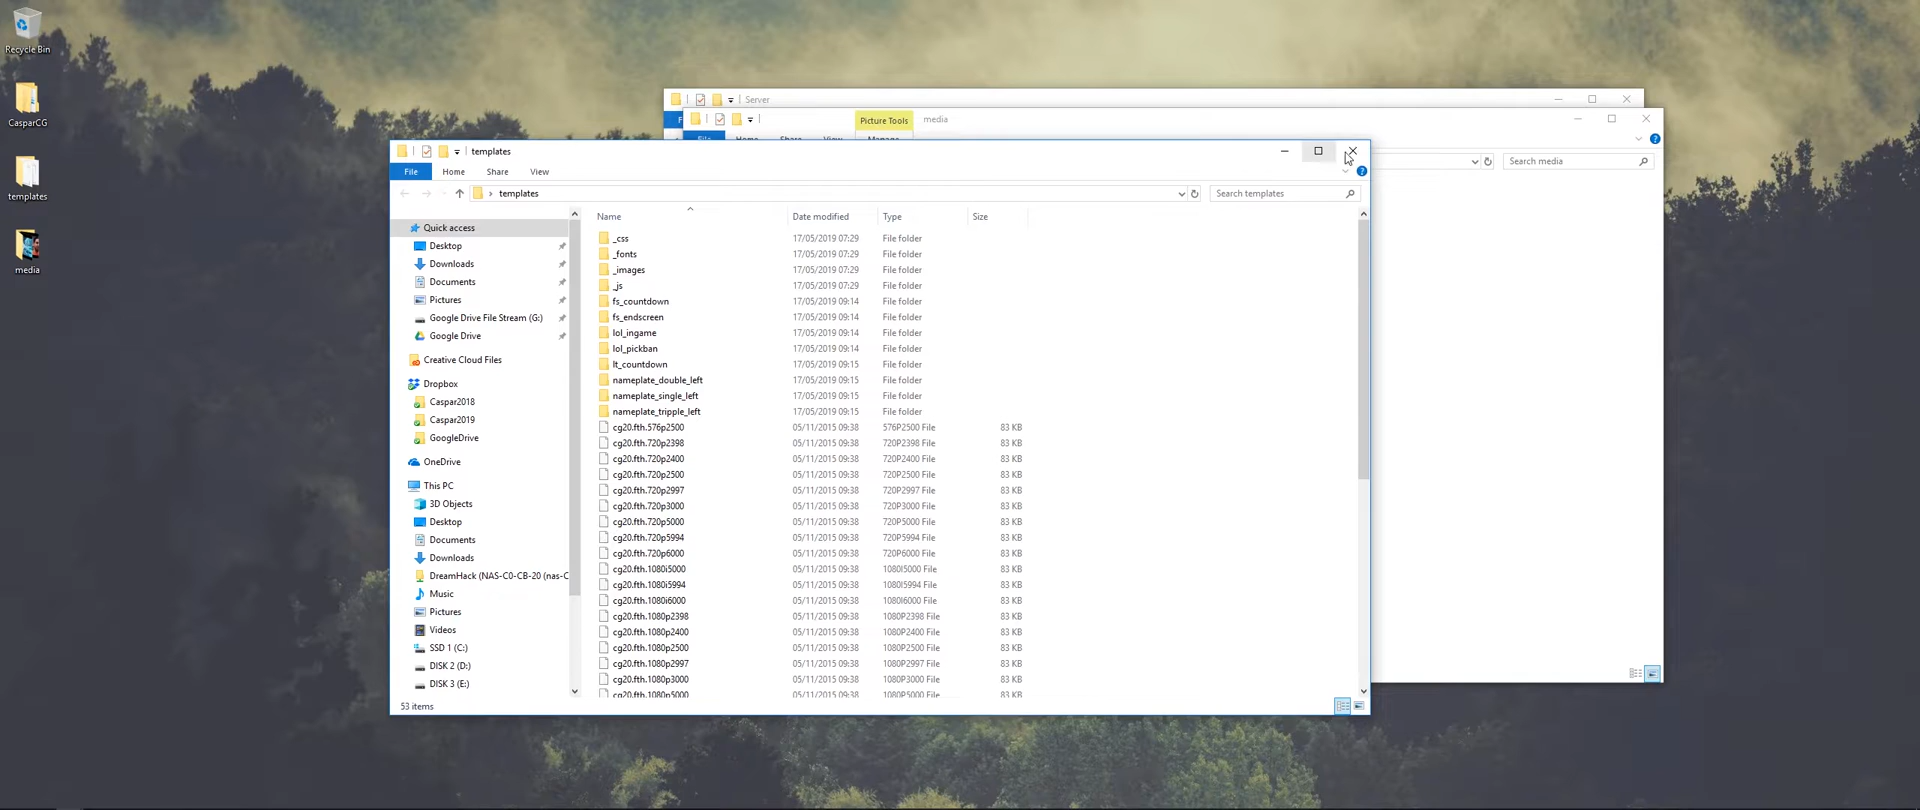 Recycle Bin
CasparCG
templates
media
Server
Picture Tools
media
File Home Share View Manage
Search media
templates
File Home Share View
templates
Search templates
Quick access
Desktop
Downloads
Documents
Pictures
Google Drive File Stream (G:)
Google Drive
Creative Cloud Files
Dropbox
Caspar2018
Caspar2019
GoogleDrive
OneDrive
This PC
3D Objects
Desktop
Documents
Downloads
DreamHack (NAS-C0-CB-20 (nas-C
Music
Pictures
Videos
SSD 1 (C:)
DISK 2 (D:)
DISK 3 (E:)
Name Date modified Type Size
_css 17/05/2019 07:29 File folder
_fonts 17/05/2019 07:29 File folder
_images 17/05/2019 07:29 File folder
_js 17/05/2019 07:29 File folder
fs_countdown 17/05/2019 09:14 File folder
fs_endscreen 17/05/2019 09:14 File folder
lol_ingame 17/05/2019 09:14 File folder
lol_pickban 17/05/2019 09:14 File folder
lt_countdown 17/05/2019 09:15 File folder
nameplate_double_left 17/05/2019 09:15 File folder
nameplate_single_left 17/05/2019 09:15 File folder
nameplate_tripple_left 17/05/2019 09:15 File folder
cg20.fth.576p2500 05/11/2015 09:38 576P2500 File 83 KB
cg20.fth.720p2398 05/11/2015 09:38 720P2398 File 83 KB
cg20.fth.720p2400 05/11/2015 09:38 720P2400 File 83 KB
cg20.fth.720p2500 05/11/2015 09:38 720P2500 File 83 KB
cg20.fth.720p2997 05/11/2015 09:38 720P2997 File 83 KB
cg20.fth.720p3000 05/11/2015 09:38 720P3000 File 83 KB
cg20.fth.720p5000 05/11/2015 09:38 720P5000 File 83 KB
cg20.fth.720p5994 05/11/2015 09:38 720P5994 File 83 KB
cg20.fth.720p6000 05/11/2015 09:38 720P6000 File 83 KB
cg20.fth.1080i5000 05/11/2015 09:38 1080I5000 File 83 KB
cg20.fth.1080i5994 05/11/2015 09:38 1080I5994 File 83 KB
cg20.fth.1080i6000 05/11/2015 09:38 1080I6000 File 83 KB
cg20.fth.1080p2398 05/11/2015 09:38 1080P2398 File 83 KB
cg20.fth.1080p2400 05/11/2015 09:38 1080P2400 File 83 KB
cg20.fth.1080p2500 05/11/2015 09:38 1080P2500 File 83 KB
cg20.fth.1080p2997 05/11/2015 09:38 1080P2997 File 83 KB
cg20.fth.1080p3000 05/11/2015 09:38 1080P3000 File 83 KB
cg20.fth.1080p5000 05/11/2015 09:38 1080P5000 File 83 KB
53 items